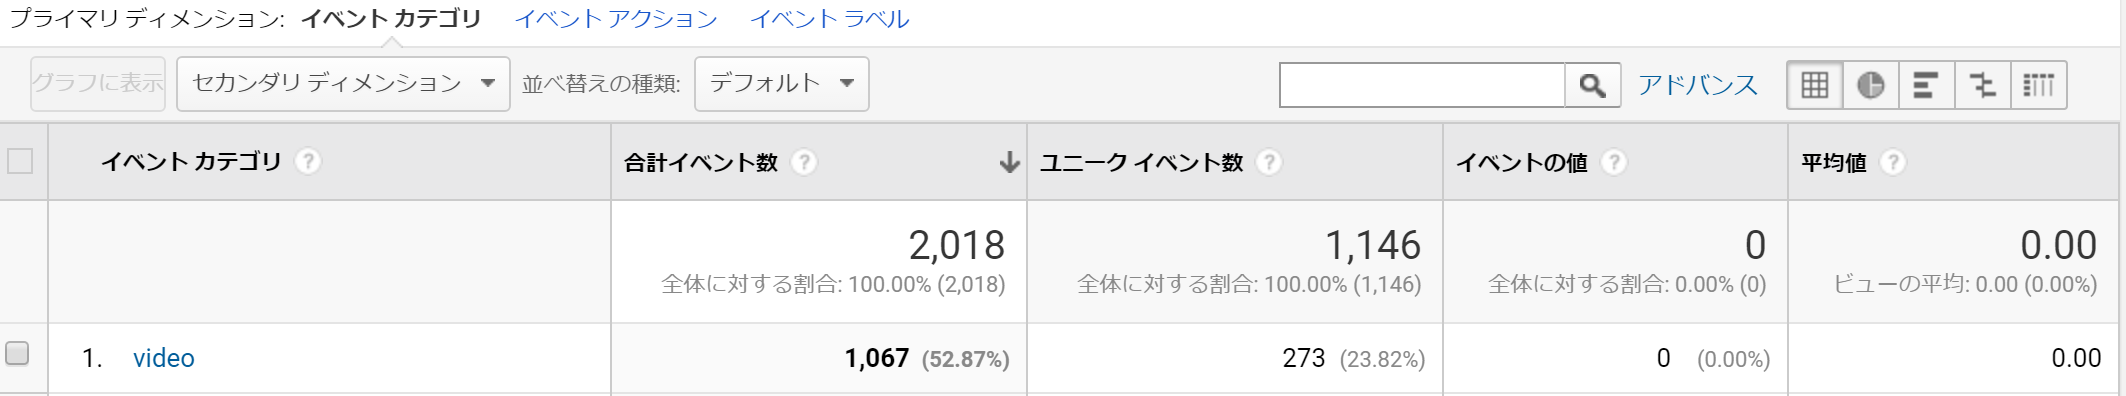 プライマリ ディメンション: イベント カテゴリ イベント アクション イベント ラベル
グラフに表示 セカンダリ ディメンション 並べ替えの種類: デフォルト アドバンス
イベント カテゴリ ? 合計イベント数 ? ユニーク イベント数 ? イベントの値 ? 平均値 ?
2,018 1,146 0 0.00
全体に対する割合: 100.00% (2,018) 全体に対する割合: 100.00% (1,146) 全体に対する割合: 0.00% (0) ビューの平均: 0.00 (0.00%)
1. video 1,067 (52.87%) 273 (23.82%) 0 (0.00%) 0.00